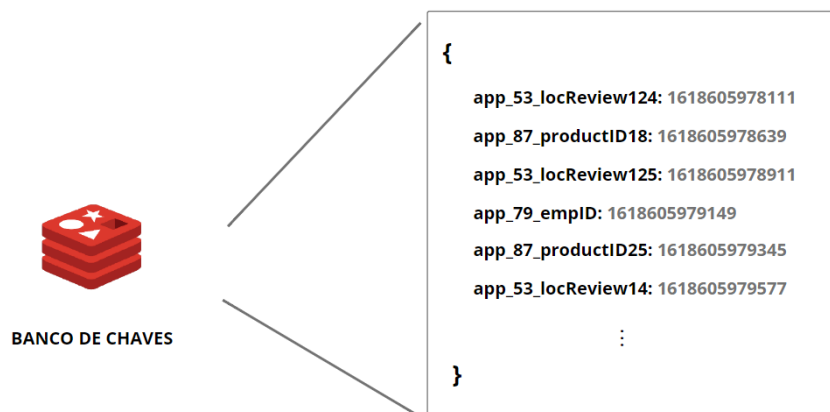 {
app_53_locReview124: 1618605978111
app_87_productID18: 1618605978639
app_53_locReview125: 1618605978911
app_79_empID: 1618605979149
app_87_productID25: 1618605979345
app_53_locReview14: 1618605979577
⋮
}
BANCO DE CHAVES